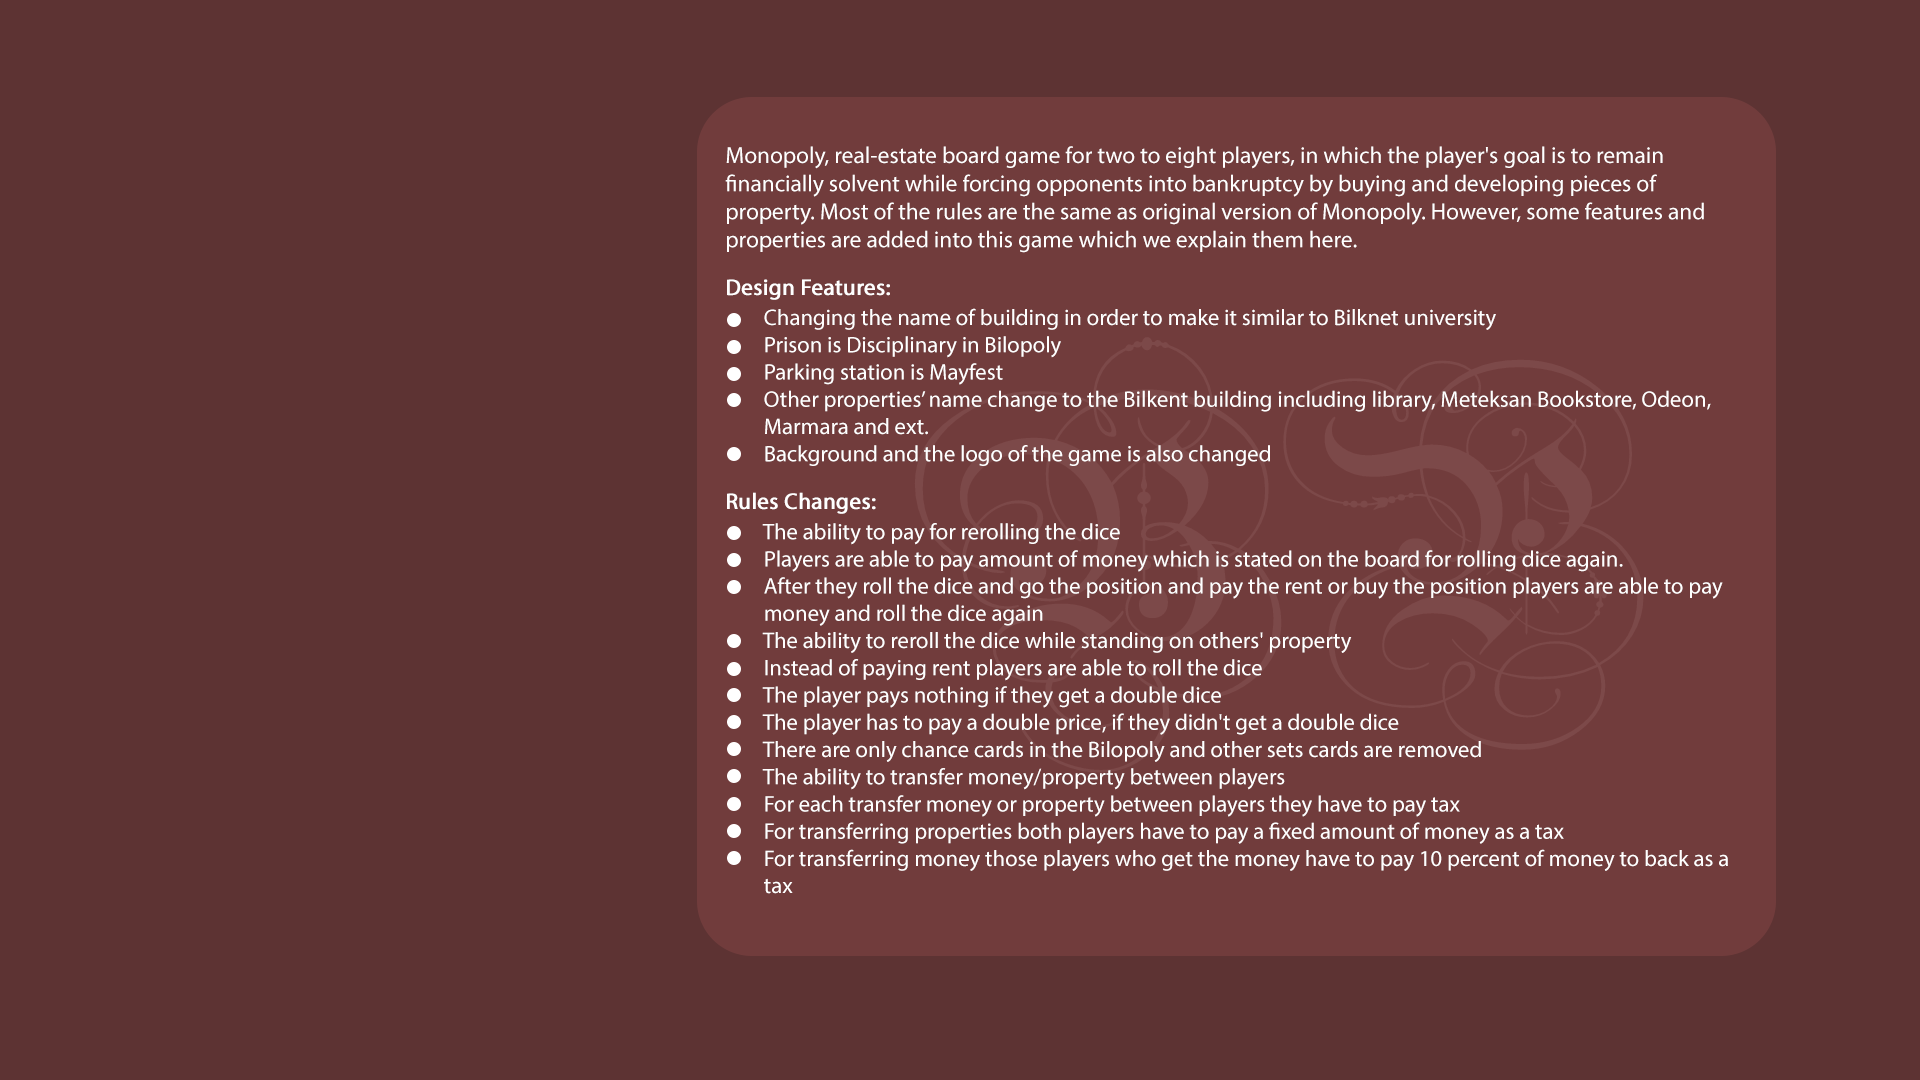 Monopoly, real-estate board game for two to eight players, in which the player's goal is to remain
financially solvent while forcing opponents into bankruptcy by buying and developing pieces of
property. Most of the rules are the same as original version of Monopoly. However, some features and
properties are added into this game which we explain them here.
Design Features:
● Changing the name of building in order to make it similar to Bilknet university
● Prison is Disciplinary in Bilopoly
● Parking station is Mayfest
● Other properties’ name change to the Bilkent building including library, Meteksan Bookstore, Odeon,
Marmara and ext.
● Background and the logo of the game is also changed
Rules Changes:
● The ability to pay for rerolling the dice
● Players are able to pay amount of money which is stated on the board for rolling dice again.
● After they roll the dice and go the position and pay the rent or buy the position players are able to pay
money and roll the dice again
● The ability to reroll the dice while standing on others' property
● Instead of paying rent players are able to roll the dice
● The player pays nothing if they get a double dice
● The player has to pay a double price, if they didn't get a double dice
● There are only chance cards in the Bilopoly and other sets cards are removed
● The ability to transfer money/property between players
● For each transfer money or property between players they have to pay tax
● For transferring properties both players have to pay a fixed amount of money as a tax
● For transferring money those players who get the money have to pay 10 percent of money to back as a
tax